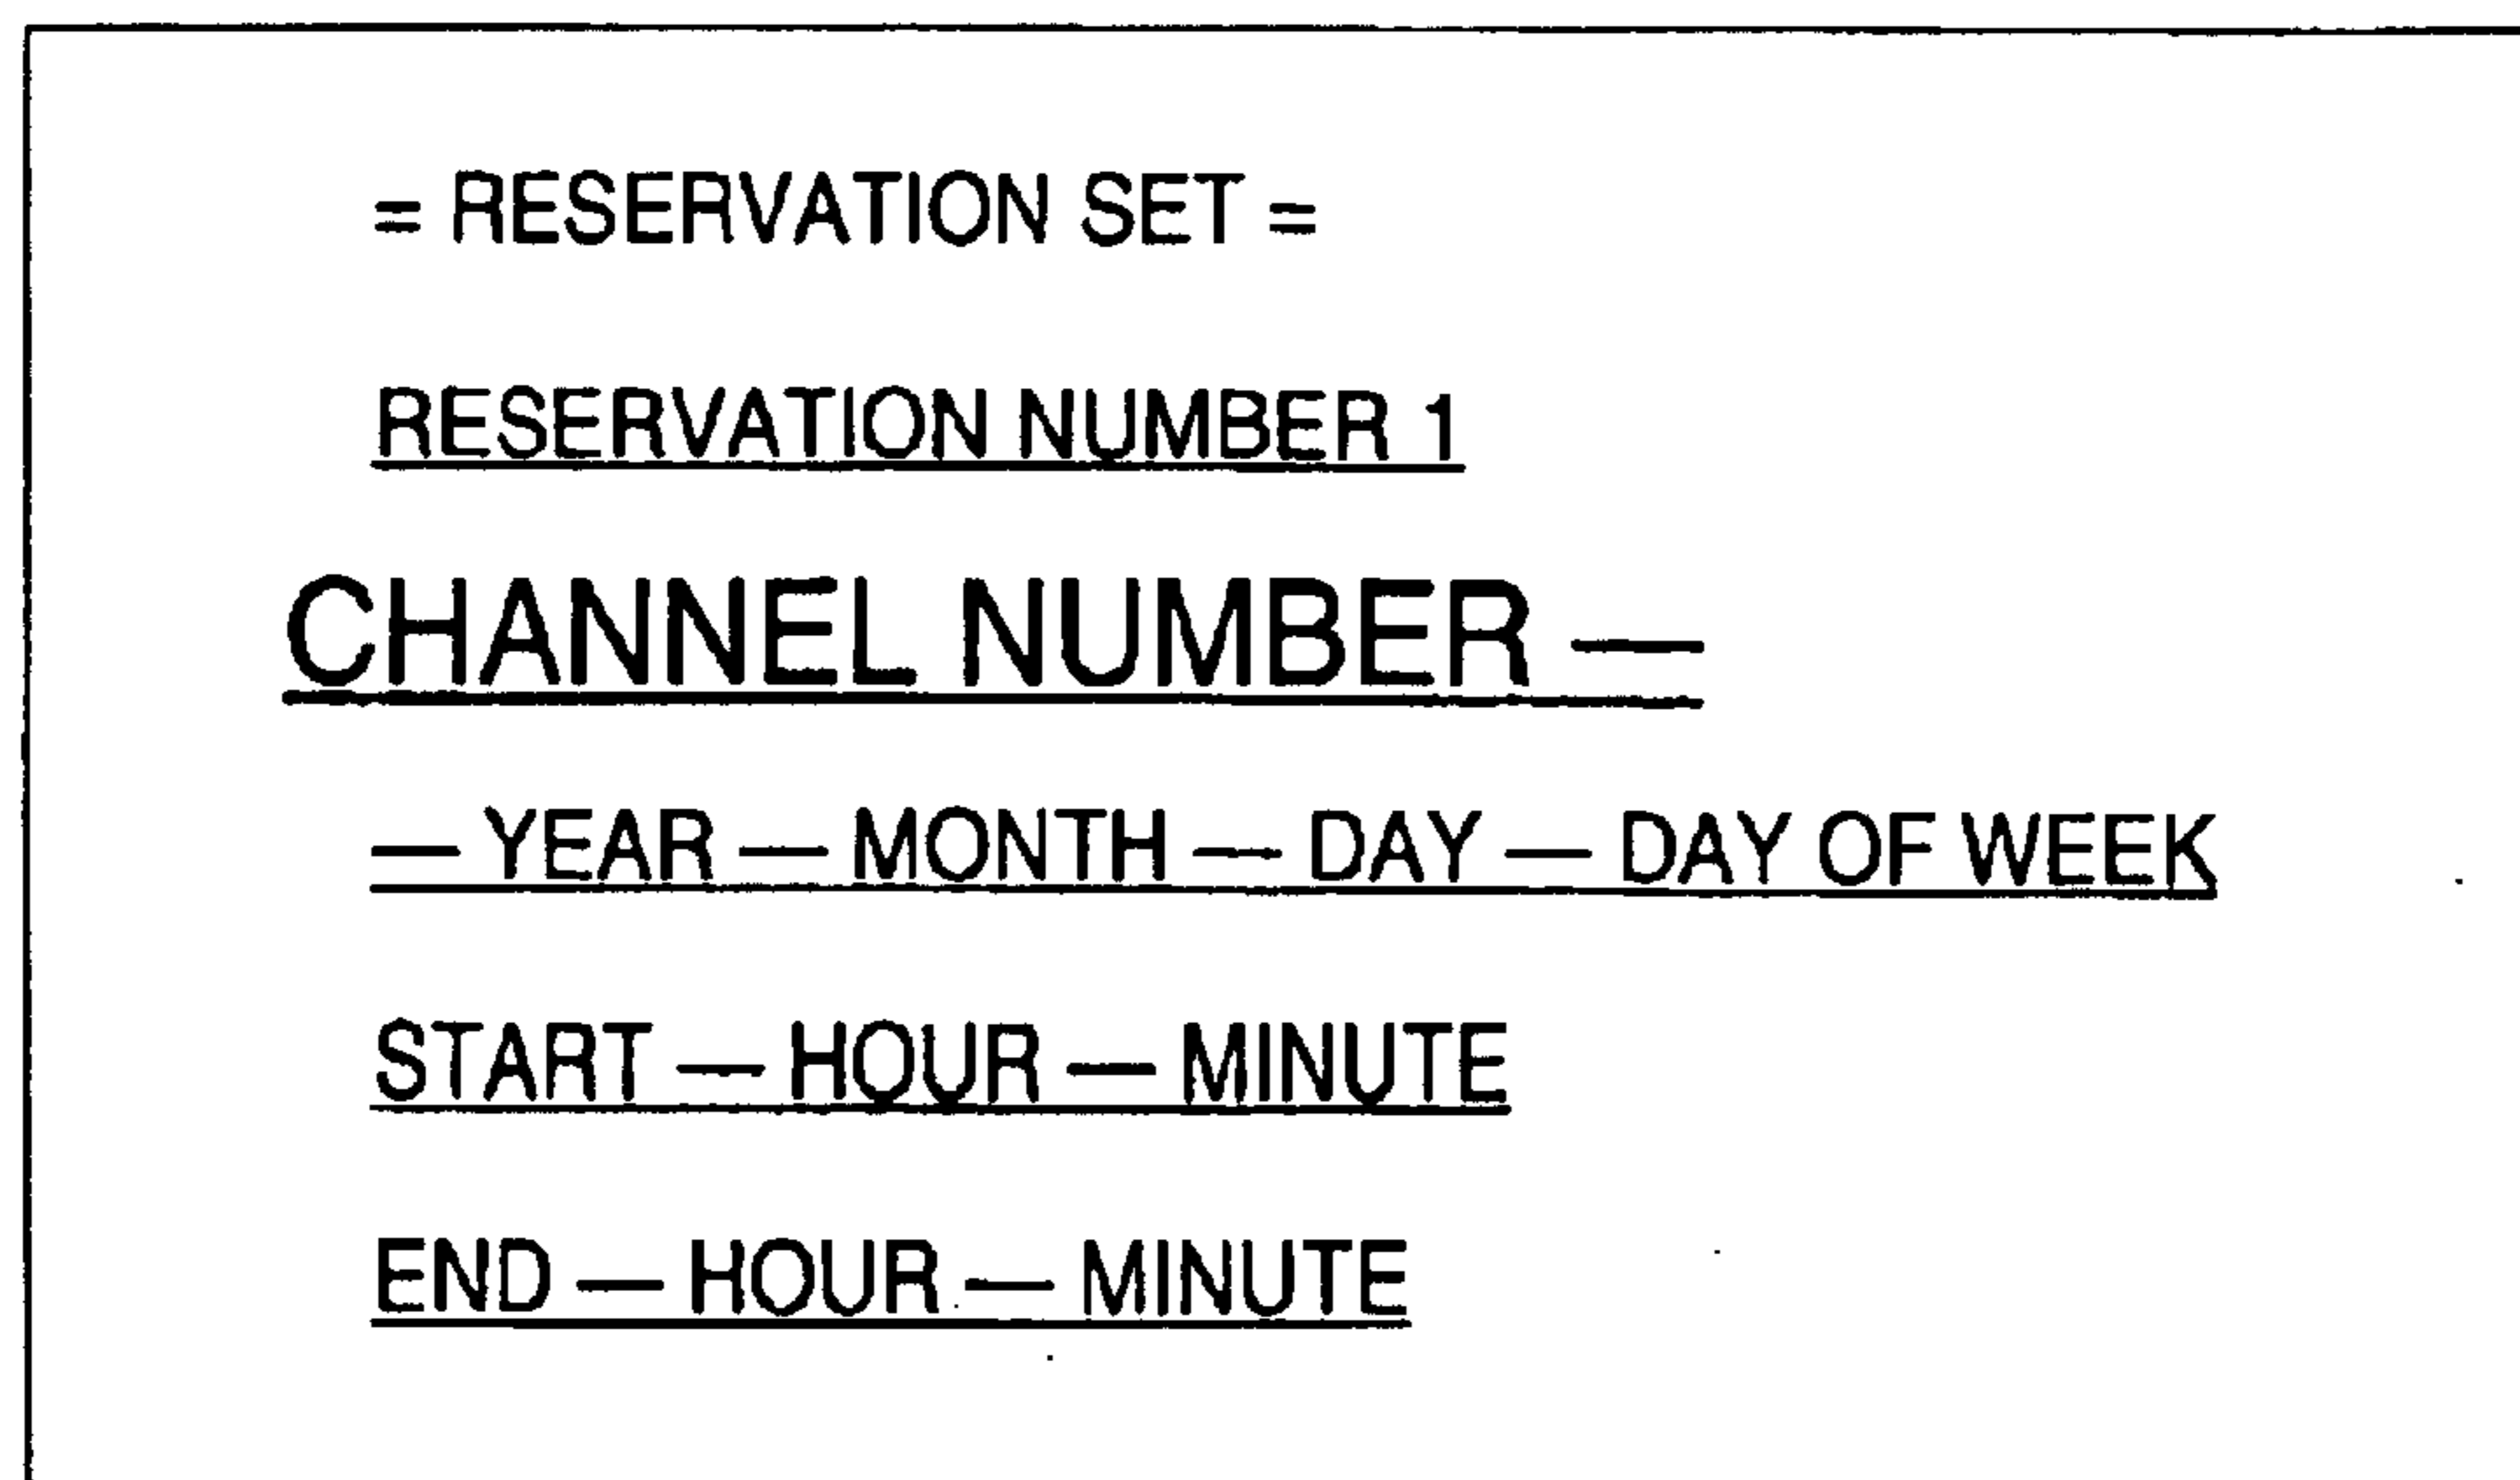 = RESERVATION SET =
RESERVATION NUMBER 1
CHANNEL NUMBER —
— YEAR — MONTH — DAY — DAY OF WEEK
START — HOUR — MINUTE
END — HOUR — MINUTE